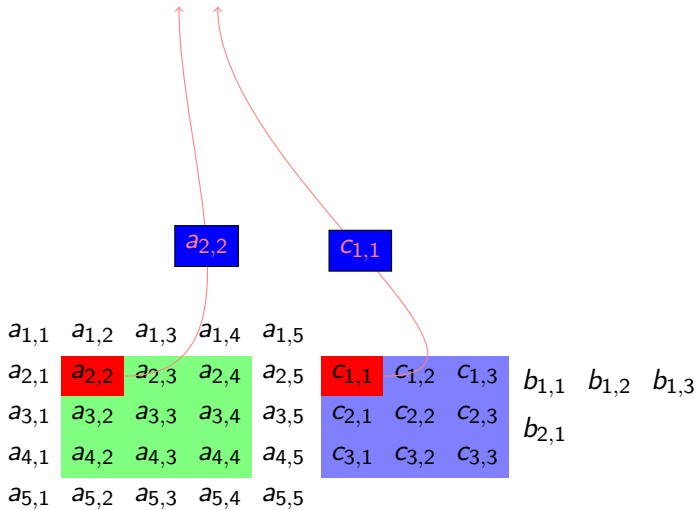 a2,2 c1,1
a1,1 a1,2 a1,3 a1,4 a1,5
a2,1 a2,2 a2,3 a2,4 a2,5
a3,1 a3,2 a3,3 a3,4 a3,5
a4,1 a4,2 a4,3 a4,4 a4,5
a5,1 a5,2 a5,3 a5,4 a5,5
c1,1 c1,2 c1,3
c2,1 c2,2 c2,3
c3,1 c3,2 c3,3
b1,1 b1,2 b1,3
b2,1